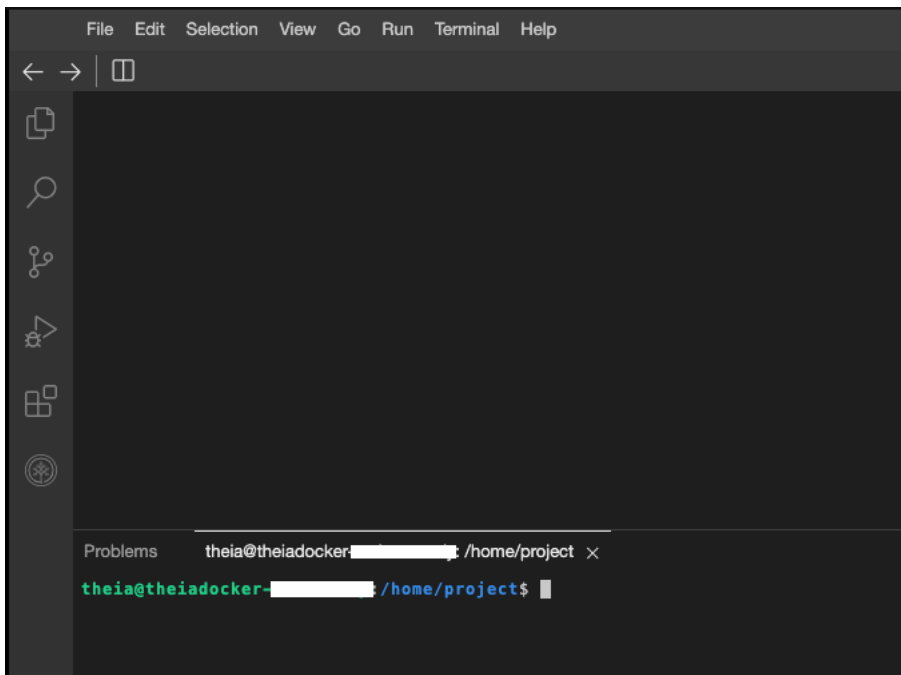 File Edit Selection View Go Run Terminal Help
Problems theia@theiadocker- : /home/project ×
theia@theiadocker- :/home/project$